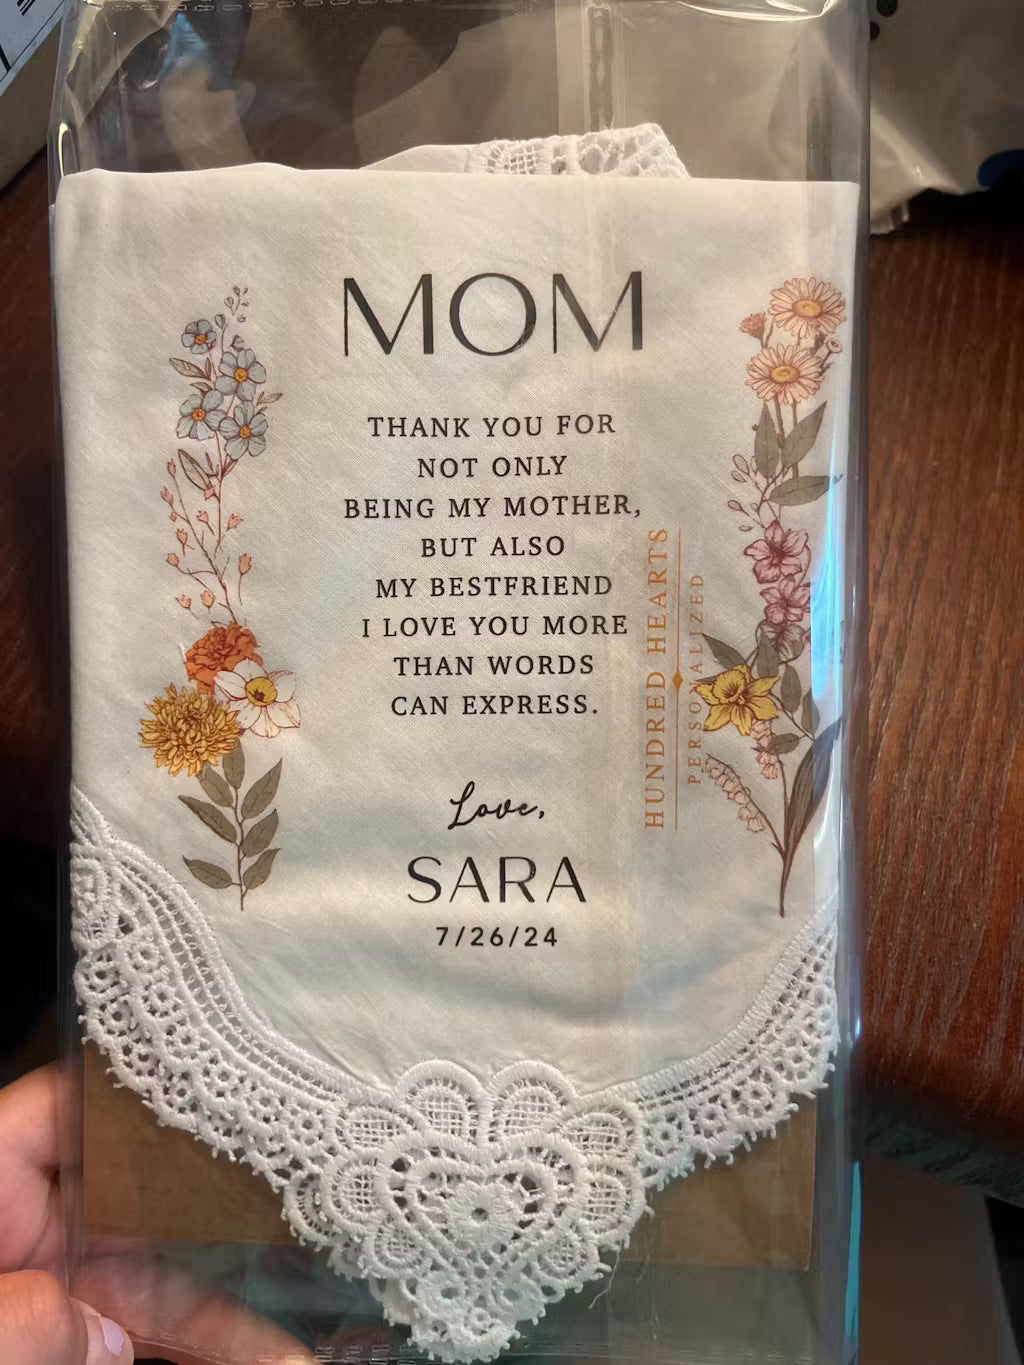 MOM
THANK YOU FOR
NOT ONLY
BEING MY MOTHER,
BUT ALSO
MY BESTFRIEND
I LOVE YOU MORE
THAN WORDS
CAN EXPRESS.
Love,
SARA
7/26/24
HUNDRED HEARTS
PERSONALIZED